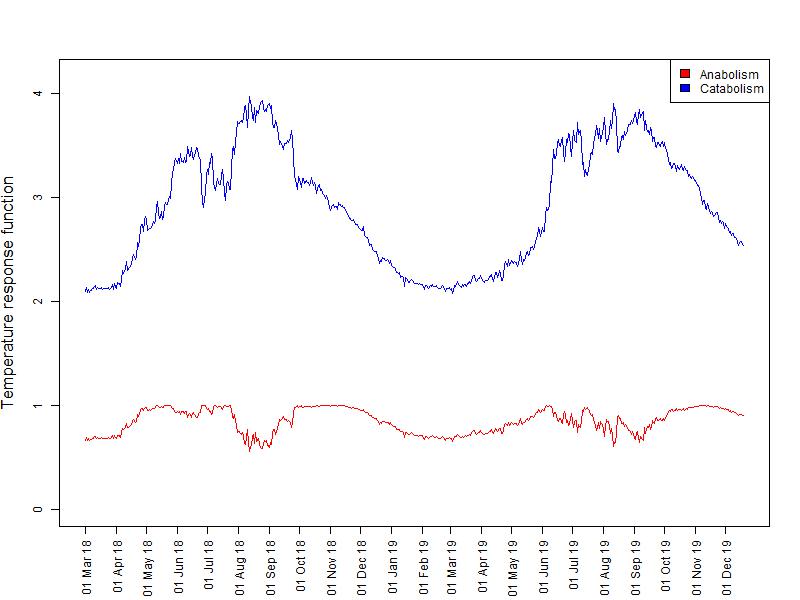 Anabolism
Catabolism
Temperature response function
4
3
2
1
0
01 Mar 18
01 Apr 18
01 May 18
01 Jun 18
01 Jul 18
01 Aug 18
01 Sep 18
01 Oct 18
01 Nov 18
01 Dec 18
01 Jan 19
01 Feb 19
01 Mar 19
01 Apr 19
01 May 19
01 Jun 19
01 Jul 19
01 Aug 19
01 Sep 19
01 Oct 19
01 Nov 19
01 Dec 19